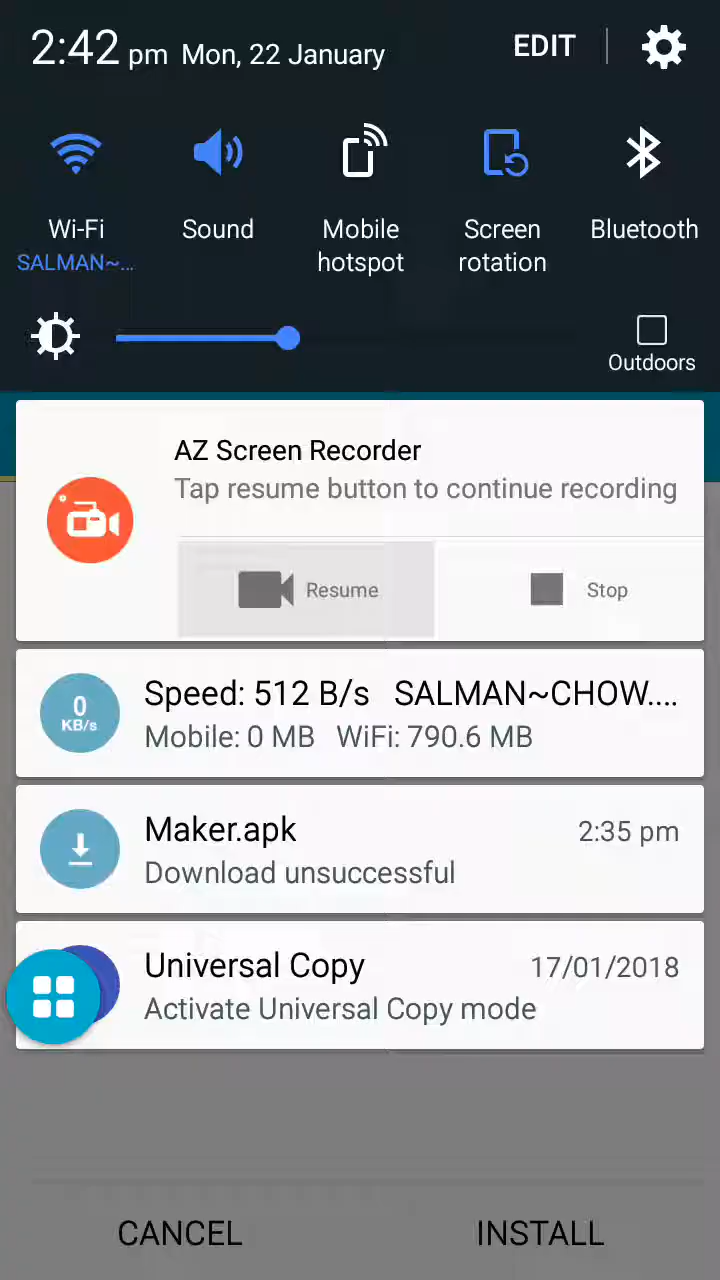 2:42 pm Mon, 22 January EDIT
Wi-Fi Sound Mobile hotspot Screen rotation Bluetooth
SALMAN~...
Outdoors
AZ Screen Recorder
Tap resume button to continue recording
Resume Stop
0 KB/s
Speed: 512 B/s SALMAN~CHOW....
Mobile: 0 MB WiFi: 790.6 MB
Maker.apk 2:35 pm
Download unsuccessful
Universal Copy 17/01/2018
Activate Universal Copy mode
CANCEL INSTALL